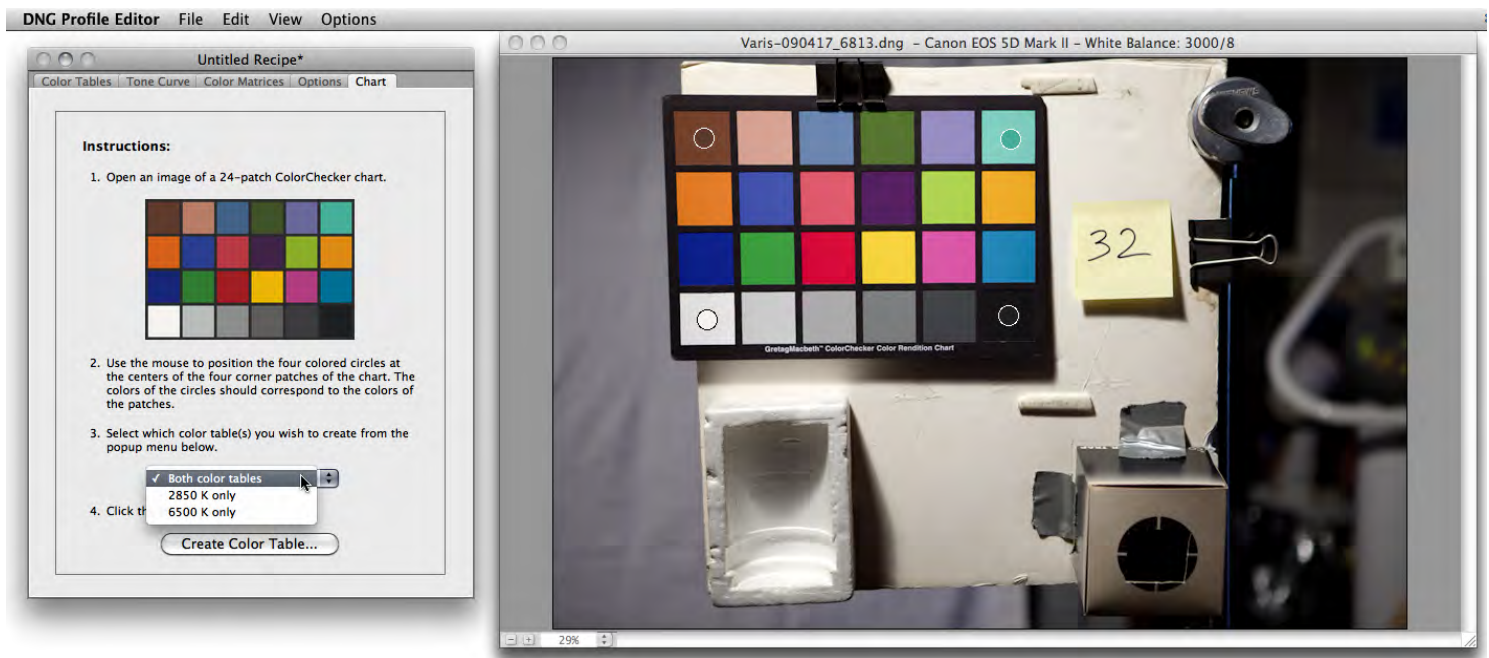 DNG Profile Editor File Edit View Options
Untitled Recipe*
Color Tables Tone Curve Color Matrices Options Chart
Instructions:
1. Open an image of a 24-patch ColorChecker chart.
2. Use the mouse to position the four colored circles at
the centers of the four corner patches of the chart. The
colors of the circles should correspond to the colors of
the patches.
3. Select which color table(s) you wish to create from the
popup menu below.
✓ Both color tables
2850 K only
6500 K only
4. Click th
Create Color Table...
Varis-090417_6813.dng - Canon EOS 5D Mark II - White Balance: 3000/8
32
GretagMacbeth™ ColorChecker Color Rendition Chart
29%